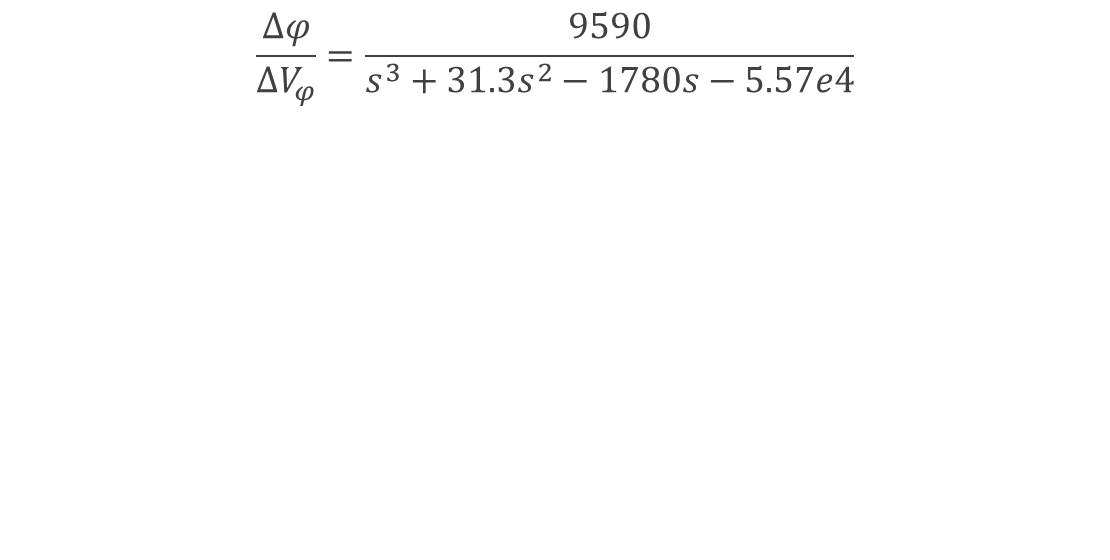 Δφ/ΔV_φ = 9590/(s³ + 31.3s² − 1780s − 5.57e4)